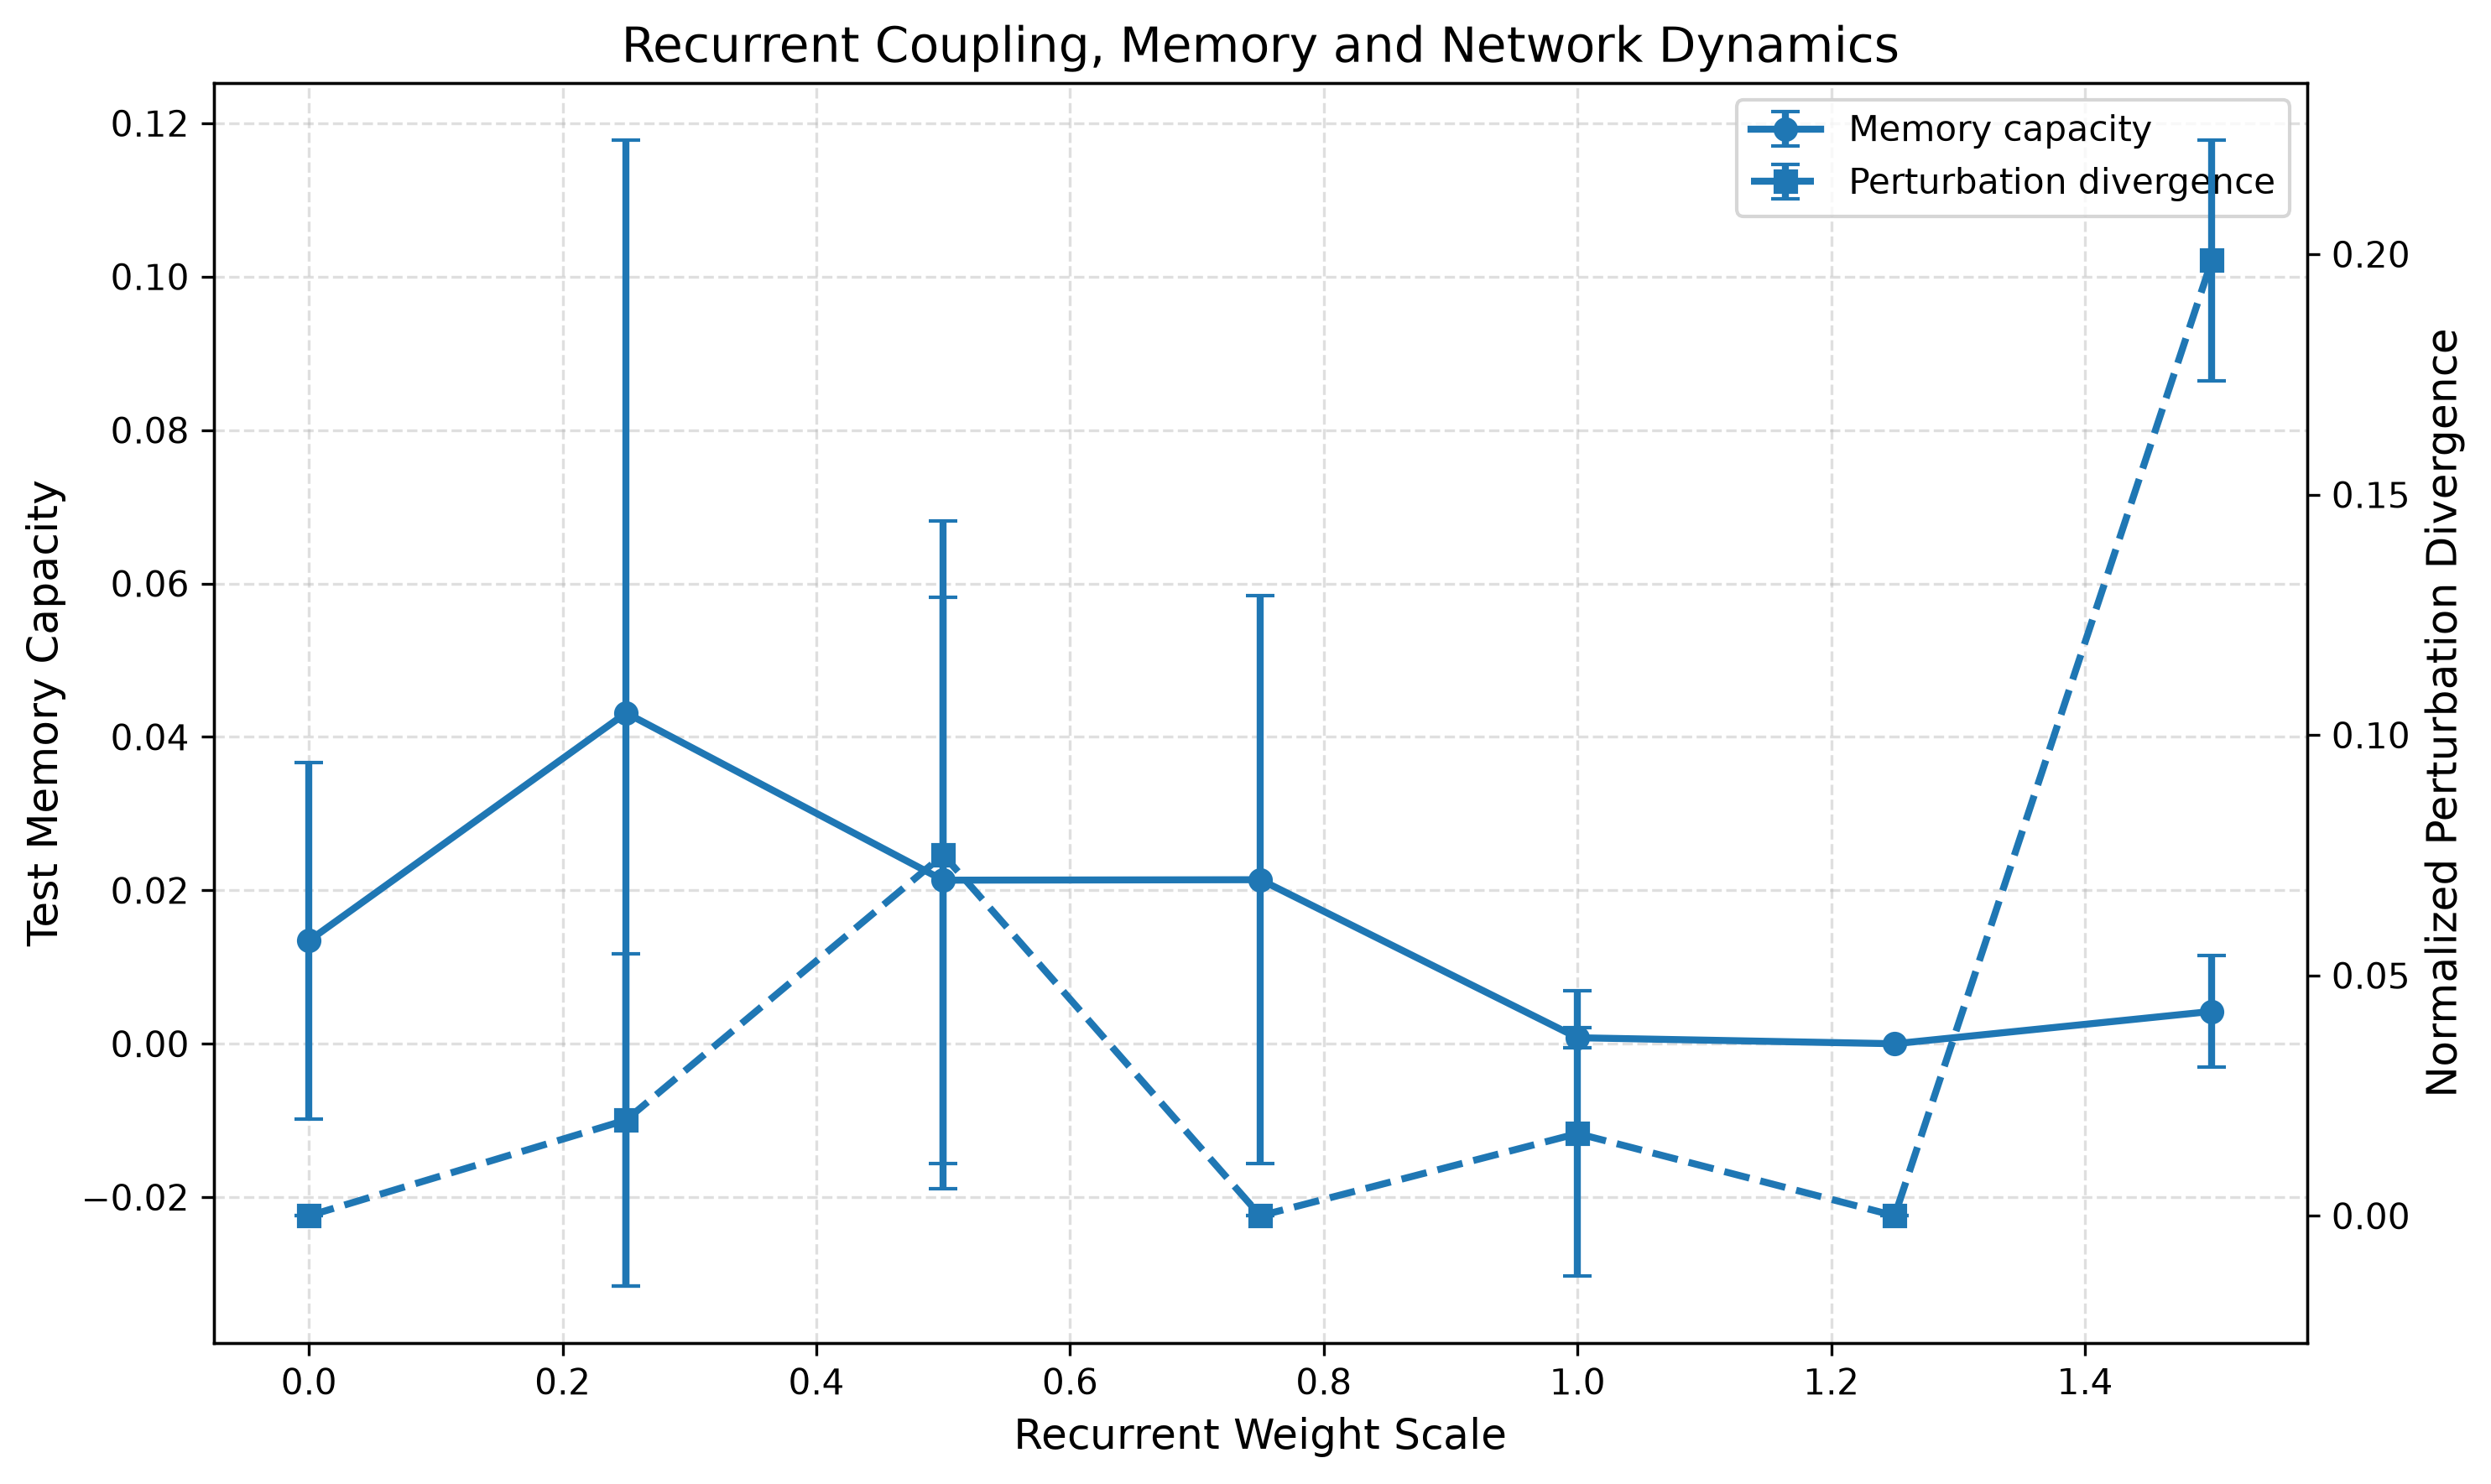 Recurrent Coupling, Memory and Network Dynamics
Memory capacity
Perturbation divergence
Test Memory Capacity
0.12
0.10
0.08
0.06
0.04
0.02
0.00
−0.02
0.20
0.15
0.10
0.05
0.00
Normalized Perturbation Divergence
0.0 0.2 0.4 0.6 0.8 1.0 1.2 1.4
Recurrent Weight Scale